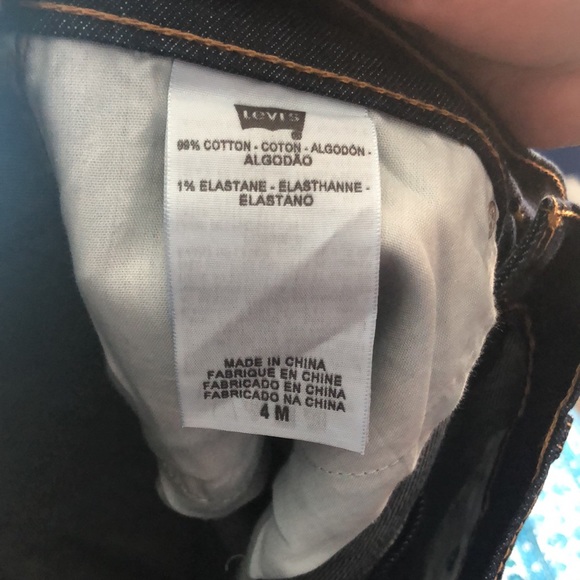 Levi's
99% COTTON - COTON - ALGODÓN -
ALGODÃO
1% ELASTANE - ÉLASTHANNE -
ELASTANO
MADE IN CHINA
FABRIQUE EN CHINE
FABRICADO EN CHINA
FABRICADO NA CHINA
4 M